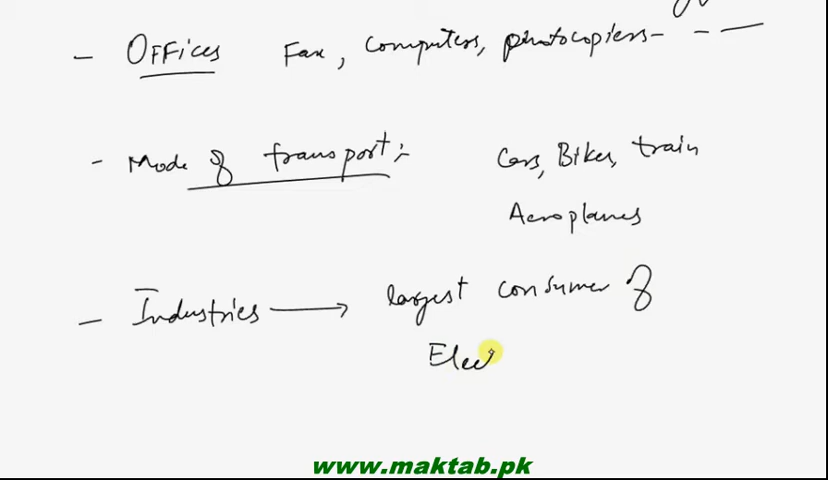 - Offices Fax, Computers, photocopiers- - —
- Mode of transport:- Cars, Bikes, train
Aeroplanes
- Industries → largest consumer of
Elec
www.maktab.pk